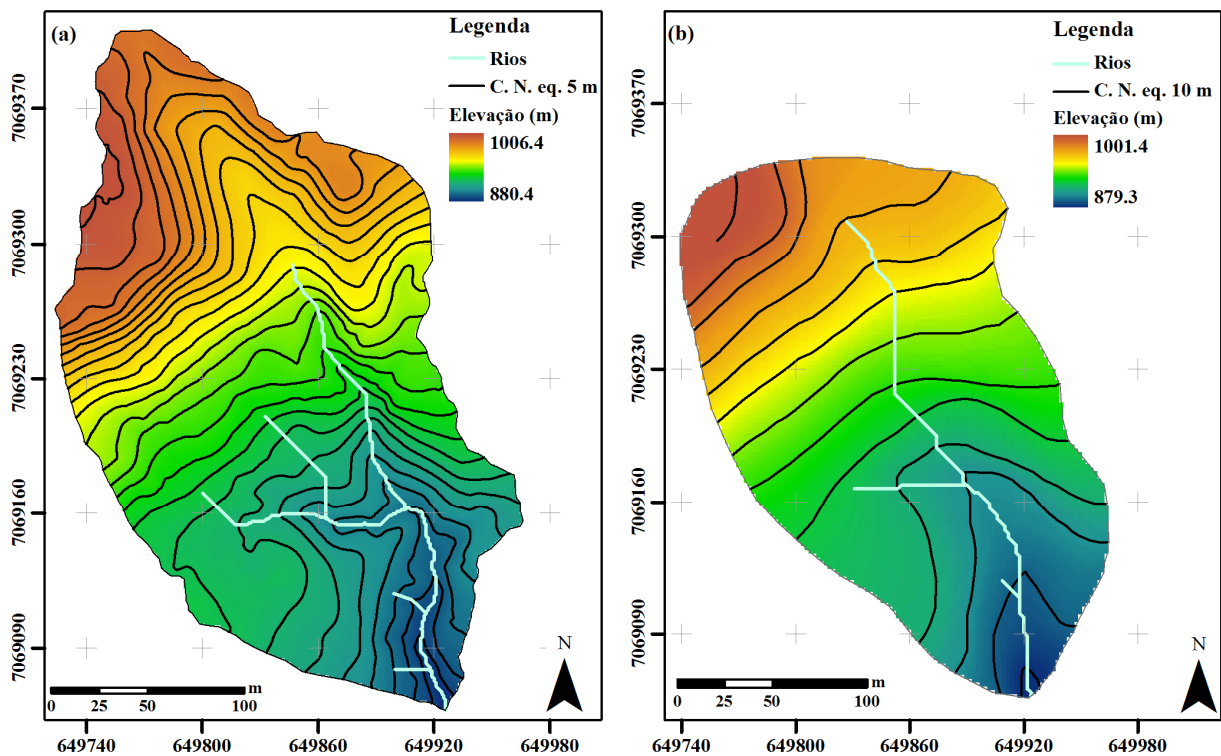 (a)
Legenda
Rios
C. N. eq. 5 m
Elevação (m)
1006.4
880.4
7069370
7069300
7069230
7069160
7069090
N
m
0 25 50 100
649740 649800 649860 649920 649980
(b)
Legenda
Rios
C. N. eq. 10 m
Elevação (m)
1001.4
879.3
7069370
7069300
7069230
7069160
7069090
N
m
0 25 50 100
649740 649800 649860 649920 649980